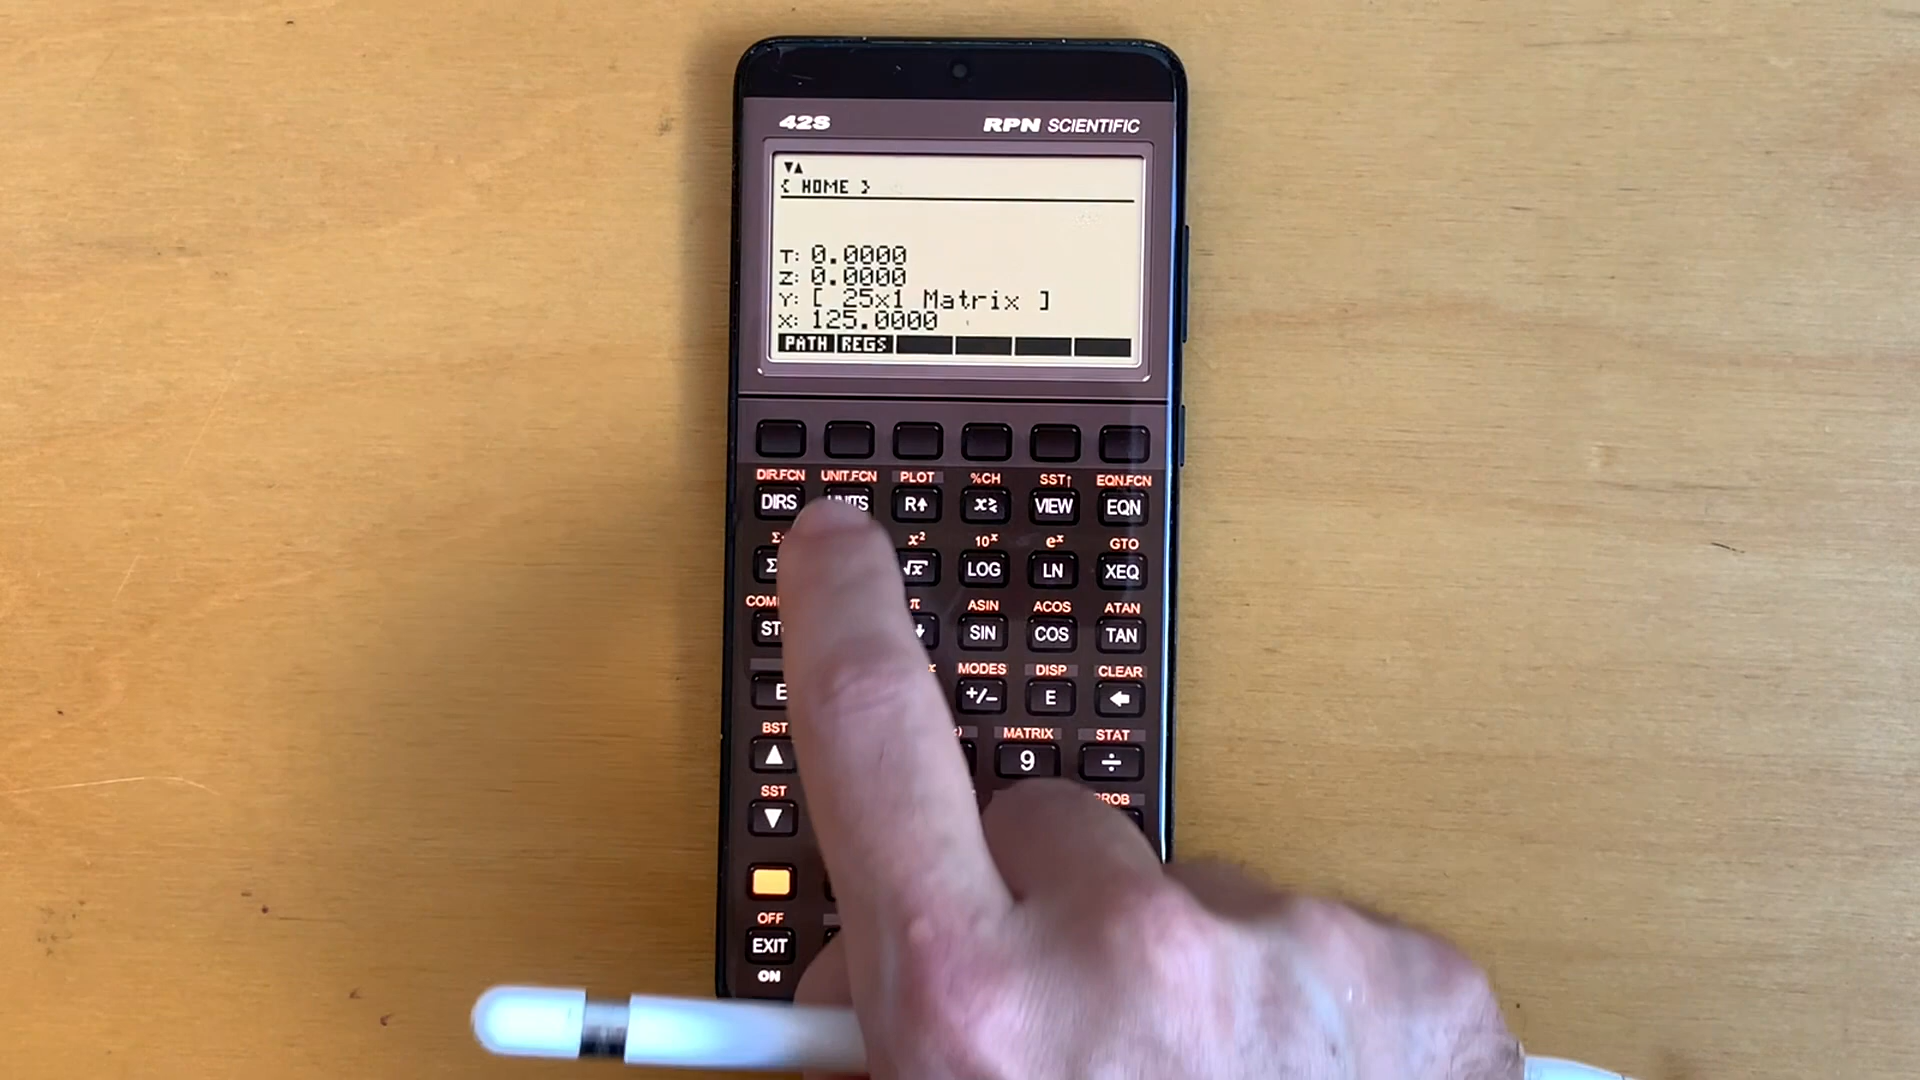 42S RPN SCIENTIFIC
▼▲
{ HOME }
T: 0.0000
Z: 0.0000
Y: [ 25x1 Matrix ]
X: 125.0000
PATH REGS
DIR.FCN UNIT.FCN PLOT %CH SST↑ EQN.FCN
DIRS UNITS R↑ x≷ VIEW EQN
x² 10ˣ eˣ GTO
√x LOG LN XEQ
π ASIN ACOS ATAN
SIN COS TAN
MODES DISP CLEAR
+/− E ←
BST MATRIX STAT
▲ 9 ÷
SST
▼
OFF
EXIT
ON